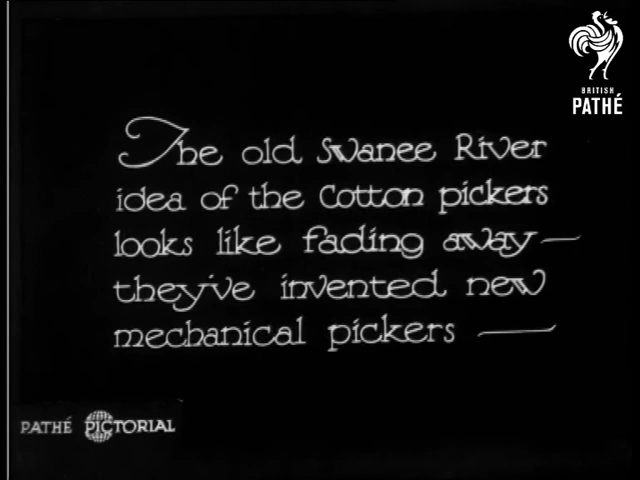 BRITISH
PATHÉ
The old Swanee River
idea of the Cotton pickers
looks like fading away —
they've invented new
mechanical pickers —
PATHÉ PICTORIAL